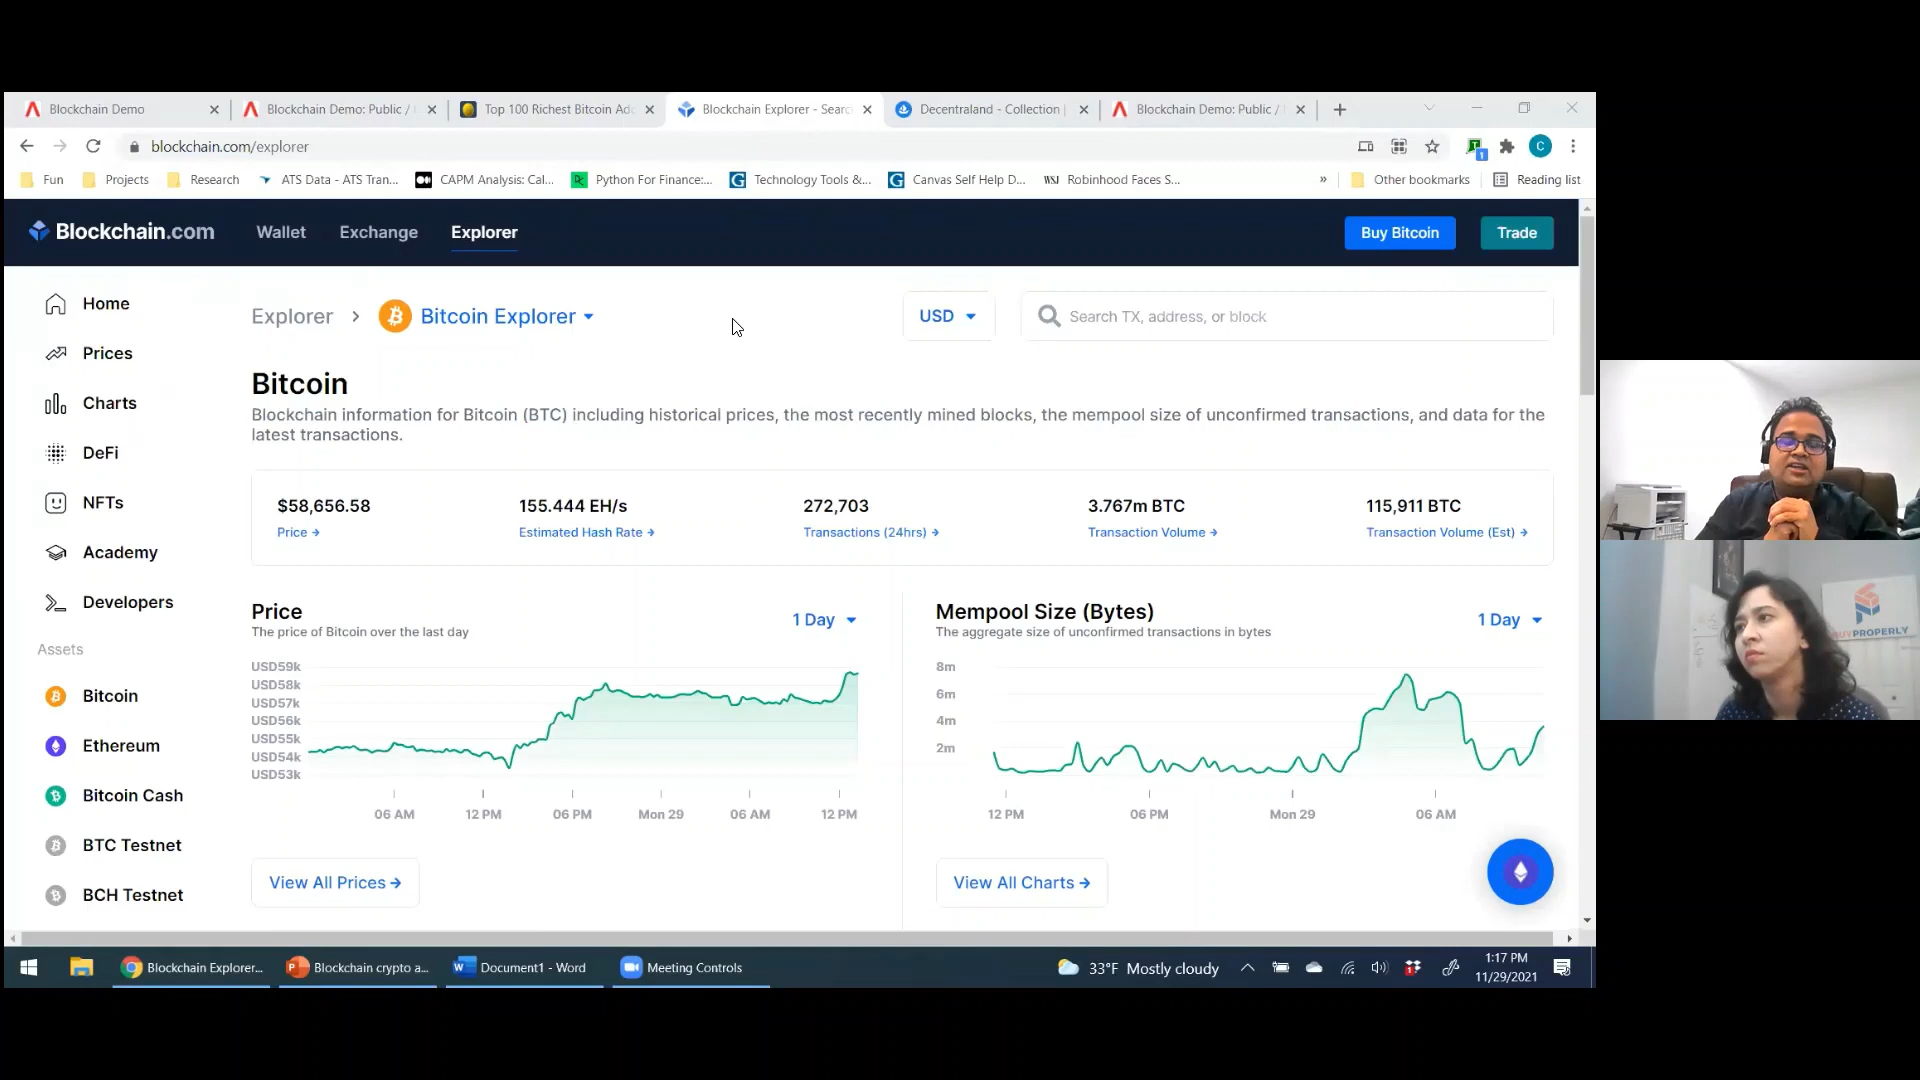 Blockchain Demo
Blockchain Demo: Public /
Top 100 Richest Bitcoin Add
Blockchain Explorer - Searc
Decentraland - Collection |
Blockchain Demo: Public /
blockchain.com/explorer
Fun
Projects
Research
ATS Data - ATS Tran...
CAPM Analysis: Cal...
Python For Finance:...
Technology Tools &...
Canvas Self Help D...
WSJ Robinhood Faces S...
»
Other bookmarks
Reading list
C
1
Blockchain.com
Wallet
Exchange
Explorer
Buy Bitcoin
Trade
Home
Prices
Charts
DeFi
NFTs
Academy
Developers
Assets
Bitcoin
Ethereum
Bitcoin Cash
BTC Testnet
BCH Testnet
Explorer > Bitcoin Explorer
USD
Search TX, address, or block
Bitcoin
Blockchain information for Bitcoin (BTC) including historical prices, the most recently mined blocks, the mempool size of unconfirmed transactions, and data for the
latest transactions.
$58,656.58
Price →
155.444 EH/s
Estimated Hash Rate →
272,703
Transactions (24hrs) →
3.767m BTC
Transaction Volume →
115,911 BTC
Transaction Volume (Est) →
Price
The price of Bitcoin over the last day
1 Day
USD59k
USD58k
USD57k
USD56k
USD55k
USD54k
USD53k
06 AM
12 PM
06 PM
Mon 29
06 AM
12 PM
View All Prices →
Mempool Size (Bytes)
The aggregate size of unconfirmed transactions in bytes
1 Day
8m
6m
4m
2m
12 PM
06 PM
Mon 29
06 AM
View All Charts →
BUYPROPERLY
Blockchain Explorer...
Blockchain crypto a...
Document1 - Word
Meeting Controls
33°F Mostly cloudy
1:17 PM
11/29/2021